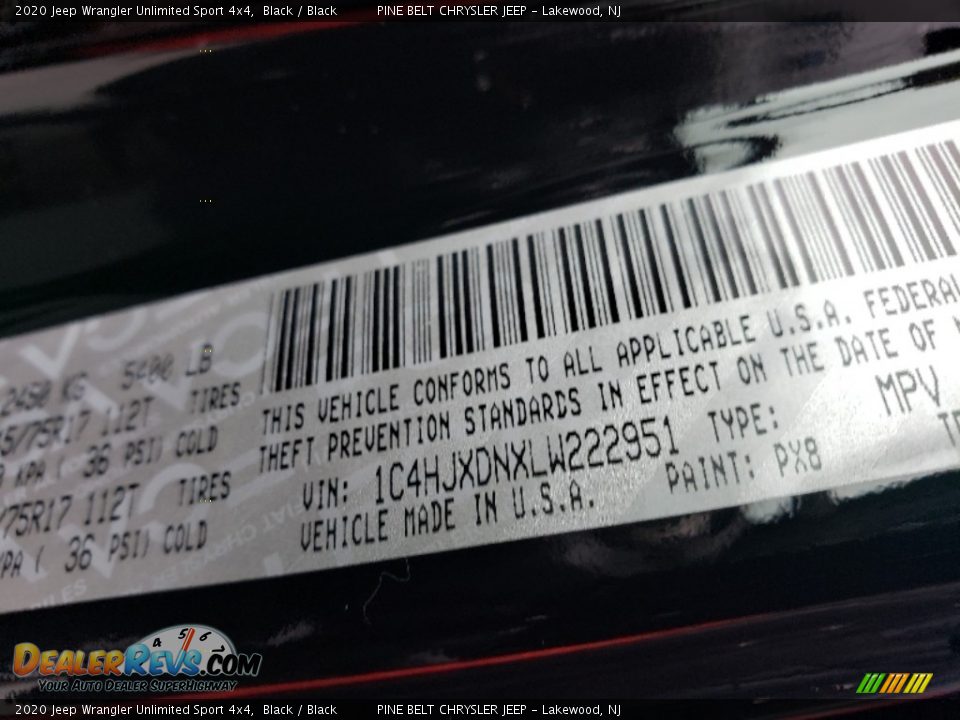 2020 Jeep Wrangler Unlimited Sport 4x4, Black / Black PINE BELT CHRYSLER JEEP - Lakewood, NJ
2450 KG 5400 LB
/75R17 112T TIRES
KPA ( 36 PSI) COLD
/75R17 112T TIRES
KPA ( 36 PSI) COLD
THIS VEHICLE CONFORMS TO ALL APPLICABLE U.S.A. FEDERAL
THEFT PREVENTION STANDARDS IN EFFECT ON THE DATE OF
VIN: 1C4HJXDNXLW222951 TYPE: MPV
VEHICLE MADE IN U.S.A. PAINT: PX8
4 5 6
DEALERREVS.COM
YOUR AUTO DEALER SUPERHIGHWAY
2020 Jeep Wrangler Unlimited Sport 4x4, Black / Black PINE BELT CHRYSLER JEEP - Lakewood, NJ